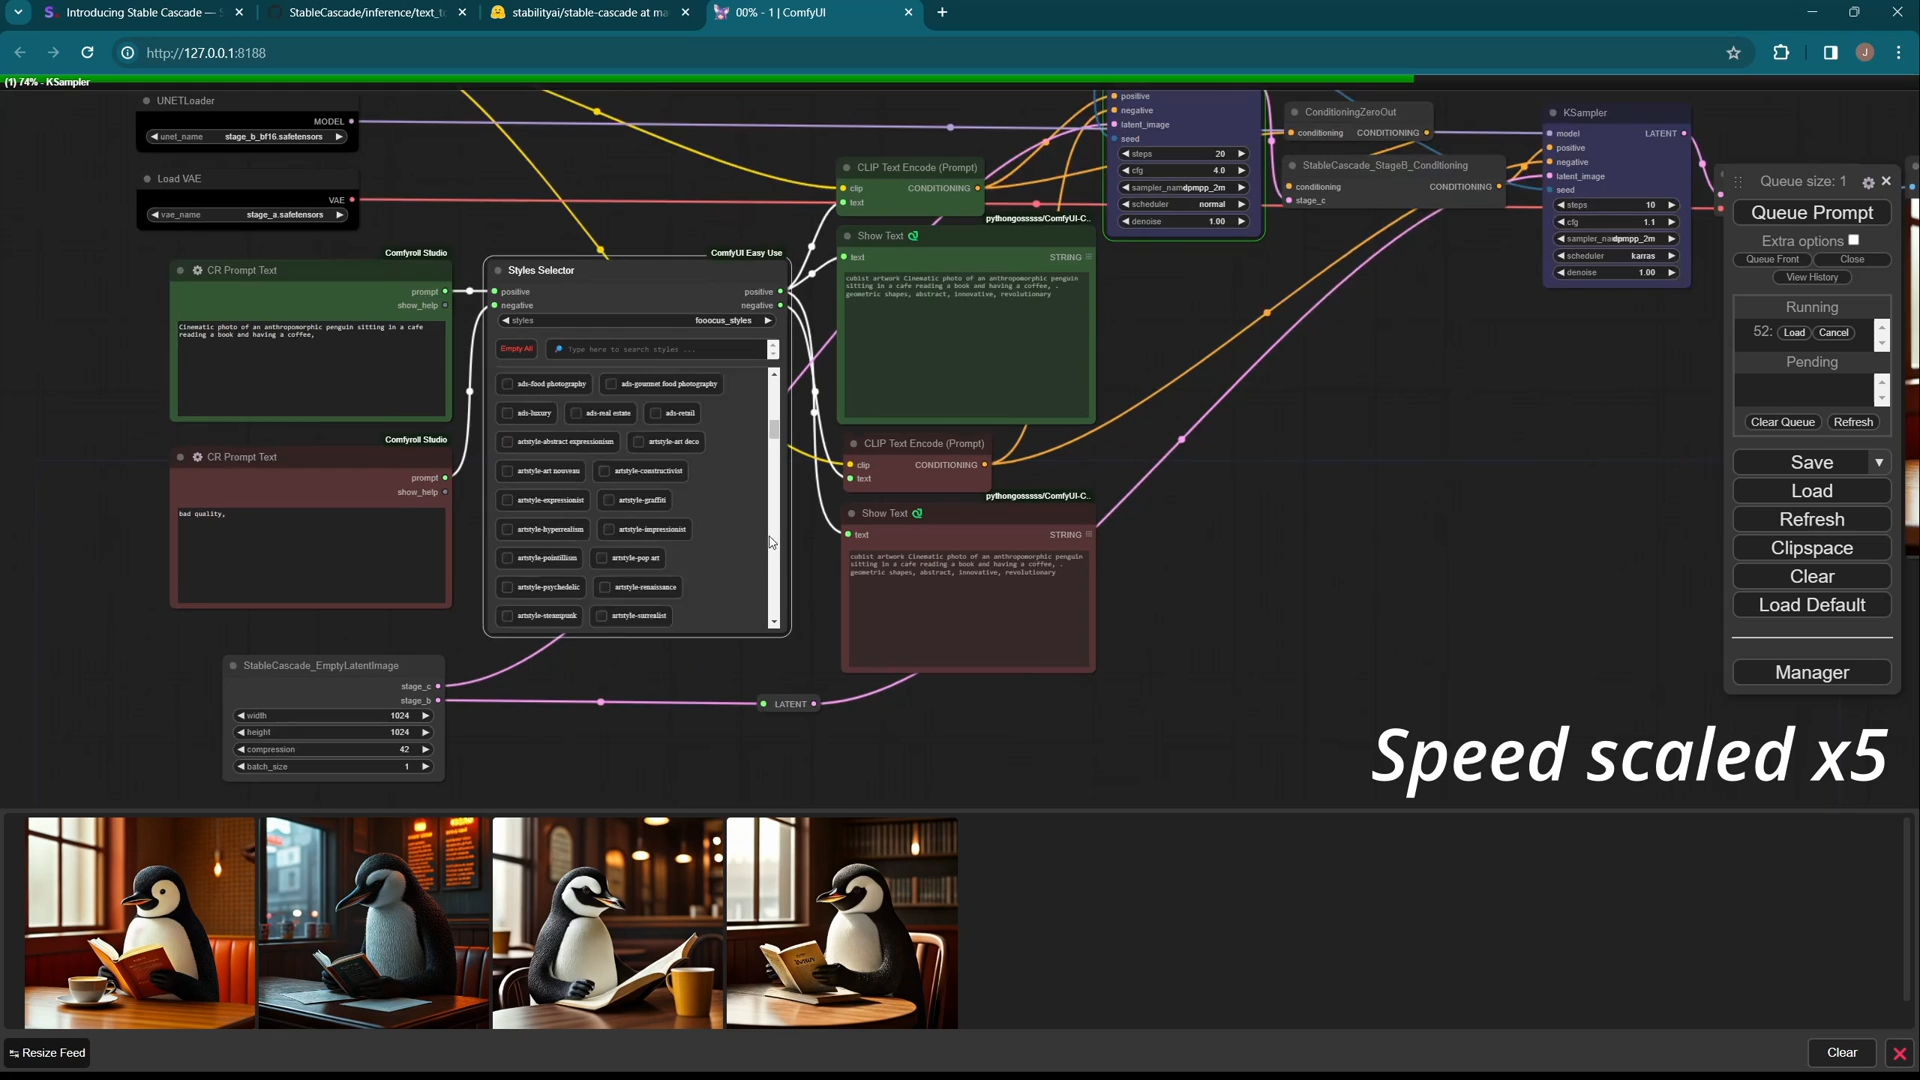 Introducing Stable Cascade —
StableCascade/inference/text_to
stabilityai/stable-cascade at ma
00% - 1 | ComfyUI
http://127.0.0.1:8188
J
(1) 74% - KSampler
UNETLoader
MODEL
unet_name stage_b_bf16.safetensors
Load VAE
VAE
vae_name stage_a.safetensors
Comfyroll Studio
CR Prompt Text
prompt
show_help
Cinematic photo of an anthropomorphic penguin sitting in a cafe
reading a book and having a coffee,
Comfyroll Studio
CR Prompt Text
prompt
show_help
bad quality,
StableCascade_EmptyLatentImage
stage_c
stage_b
width 1024
height 1024
compression 42
batch_size 1
ComfyUI Easy Use
Styles Selector
positive positive
negative negative
styles fooocus_styles
Empty All Type here to search styles ...
ads-food photography ads-gourmet food photography
ads-luxury ads-real estate ads-retail
artstyle-abstract expressionism artstyle-art deco
artstyle-art nouveau artstyle-constructivist
artstyle-expressionist artstyle-graffiti
artstyle-hyperrealism artstyle-impressionist
artstyle-pointillism artstyle-pop art
artstyle-psychedelic artstyle-renaissance
artstyle-steampunk artstyle-surrealist
LATENT
CLIP Text Encode (Prompt)
clip CONDITIONING
text
pythongosssss/ComfyUI-C..
Show Text
text STRING
cubist artwork Cinematic photo of an anthropomorphic penguin
sitting in a cafe reading a book and having a coffee, .
geometric shapes, abstract, innovative, revolutionary
CLIP Text Encode (Prompt)
clip CONDITIONING
text
pythongosssss/ComfyUI-C..
Show Text
text STRING
cubist artwork Cinematic photo of an anthropomorphic penguin
sitting in a cafe reading a book and having a coffee, .
geometric shapes, abstract, innovative, revolutionary
positive
negative
latent_image
seed
steps 20
cfg 4.0
sampler_nam dpmpp_2m
scheduler normal
denoise 1.00
ConditioningZeroOut
conditioning CONDITIONING
StableCascade_StageB_Conditioning
conditioning CONDITIONING
stage_c
KSampler
model LATENT
positive
negative
latent_image
seed
steps 10
cfg 1.1
sampler_na dpmpp_2m
scheduler karras
denoise 1.00
Queue size: 1
Queue Prompt
Extra options
Queue Front Close
View History
Running
52: Load Cancel
Pending
Clear Queue Refresh
Save
Load
Refresh
Clipspace
Clear
Load Default
Manager
Speed scaled x5
Resize Feed
Clear